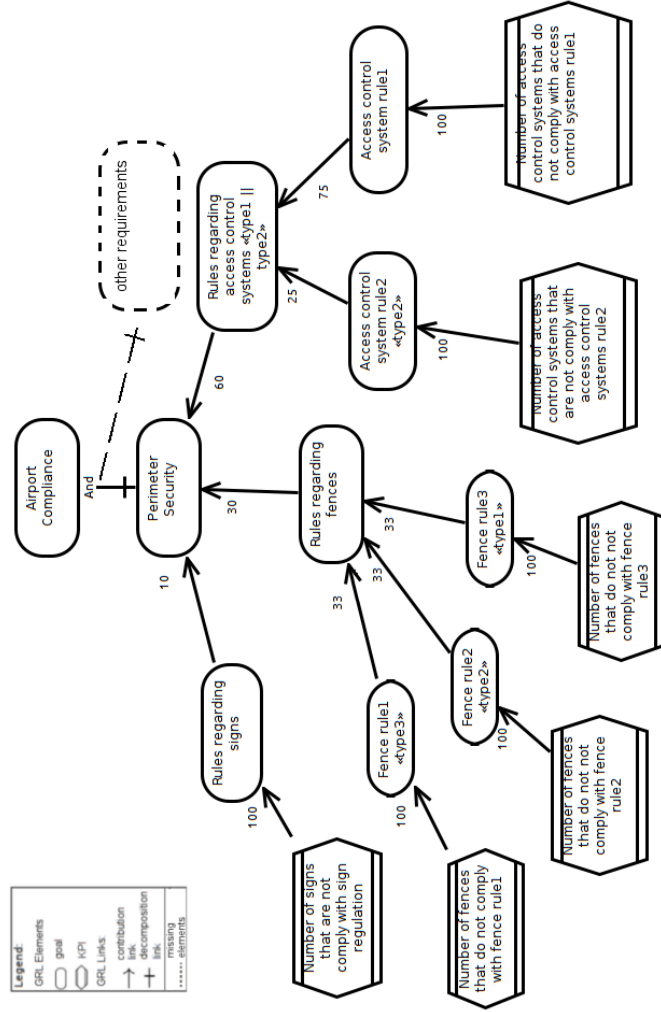 Legend:
GRL Elements
goal
KPI
GRL Links:
contribution
link
decomposition
link
missing
elements
Airport
Compliance
And
other requirements
Perimeter
Security
10
30
60
Rules regarding
signs
Rules regarding
fences
Rules regarding
access control
systems «type1 ||
type2»
100
33
33
33
25
75
Fence rule1
«type3»
Fence rule2
«type2»
Fence rule3
«type1»
Access control
system rule2
«type2»
Access control
system rule1
100
100
100
100
100
Number of signs
that are not
comply with sign
regulation
Number of fences
that do not comply
with fence rule1
Number of fences
that do not not
comply with fence
rule2
Number of fences
that do not not
comply with fence
rule3
Number of access
control systems that
are not comply with
access control
systems rule2
Number of access
control systems that do
not comply with access
control systems rule1